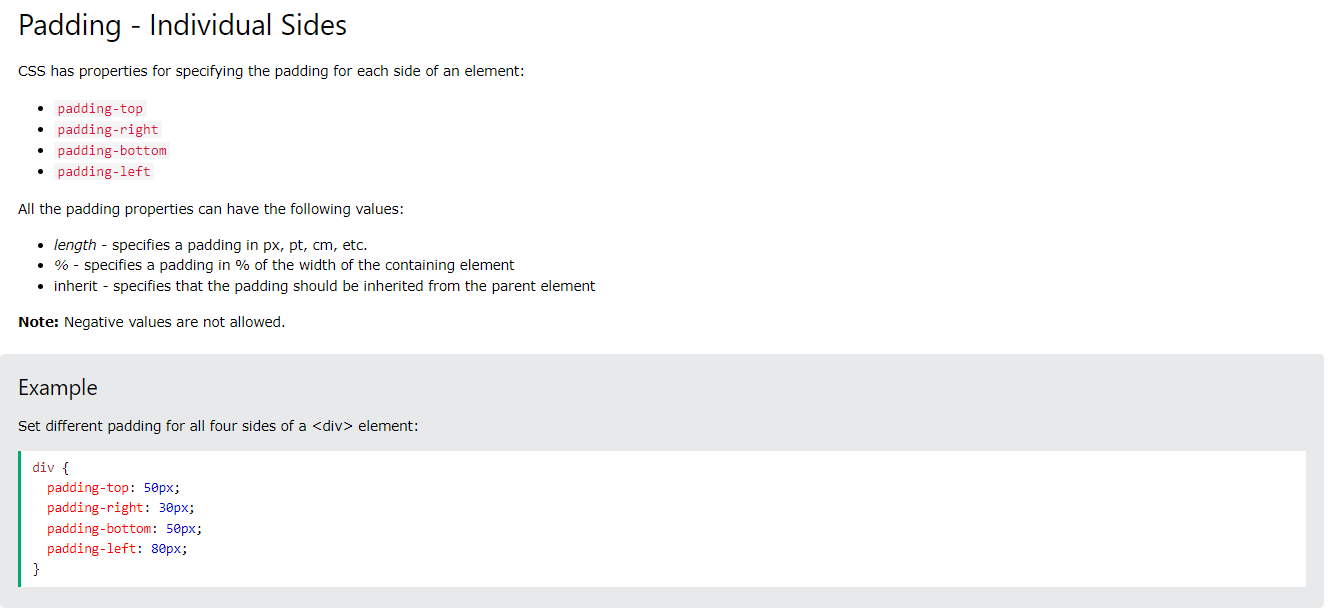 Padding - Individual Sides
CSS has properties for specifying the padding for each side of an element:
• padding-top
• padding-right
• padding-bottom
• padding-left
All the padding properties can have the following values:
• length - specifies a padding in px, pt, cm, etc.
• % - specifies a padding in % of the width of the containing element
• inherit - specifies that the padding should be inherited from the parent element
Note: Negative values are not allowed.
Example
Set different padding for all four sides of a <div> element:
div {
  padding-top: 50px;
  padding-right: 30px;
  padding-bottom: 50px;
  padding-left: 80px;
}